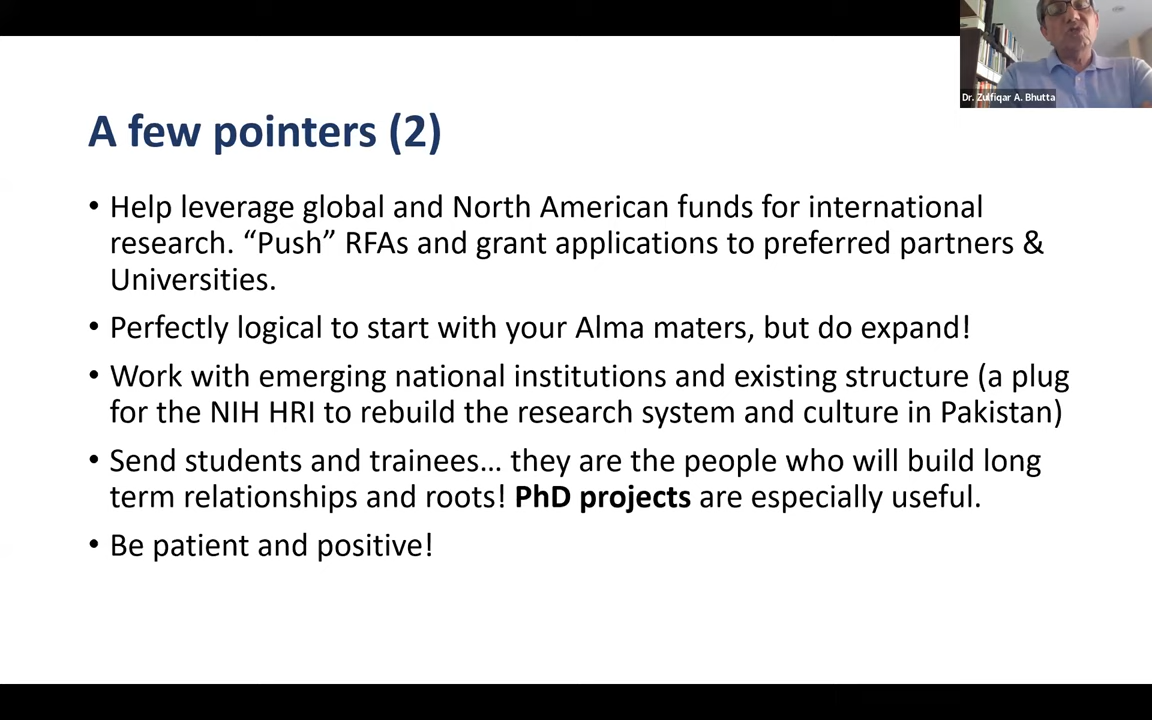 Dr. Zulfiqar A. Bhutta
A few pointers (2)
• Help leverage global and North American funds for international
research. “Push” RFAs and grant applications to preferred partners &
Universities.
• Perfectly logical to start with your Alma maters, but do expand!
• Work with emerging national institutions and existing structure (a plug
for the NIH HRI to rebuild the research system and culture in Pakistan)
• Send students and trainees… they are the people who will build long
term relationships and roots! PhD projects are especially useful.
• Be patient and positive!